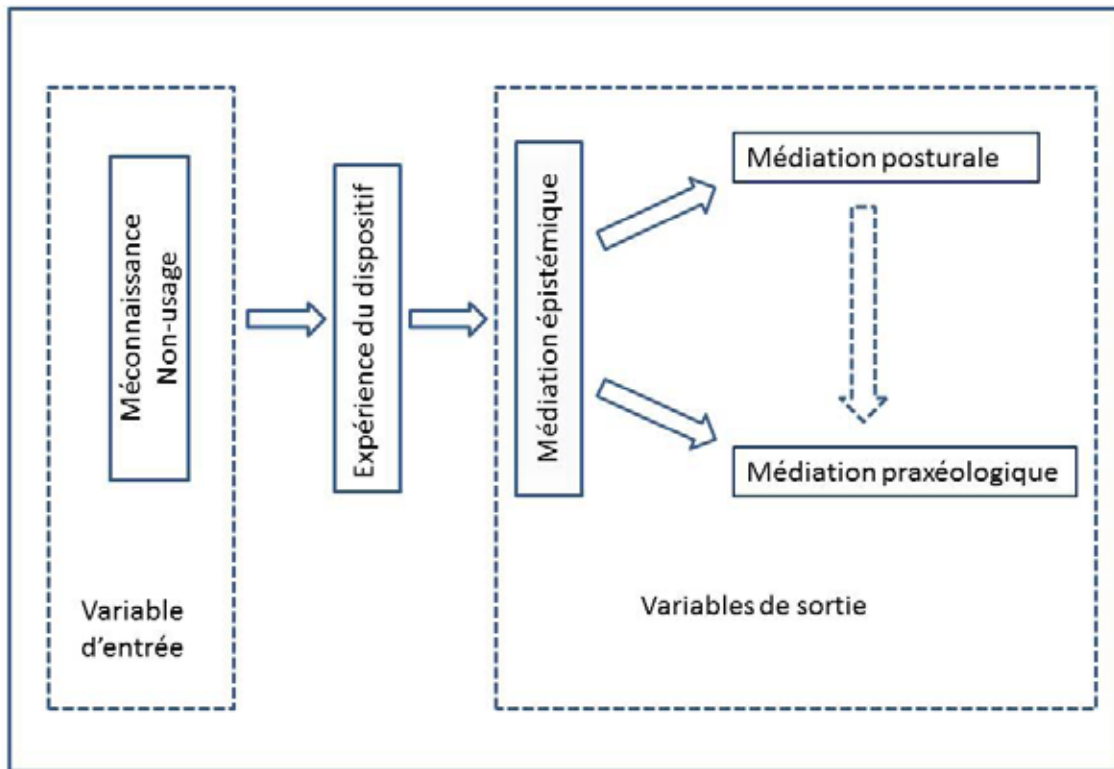 Méconnaissance
Non-usage
Variable
d'entrée
Expérience du dispositif
Médiation épistémique
Médiation posturale
Médiation praxéologique
Variables de sortie